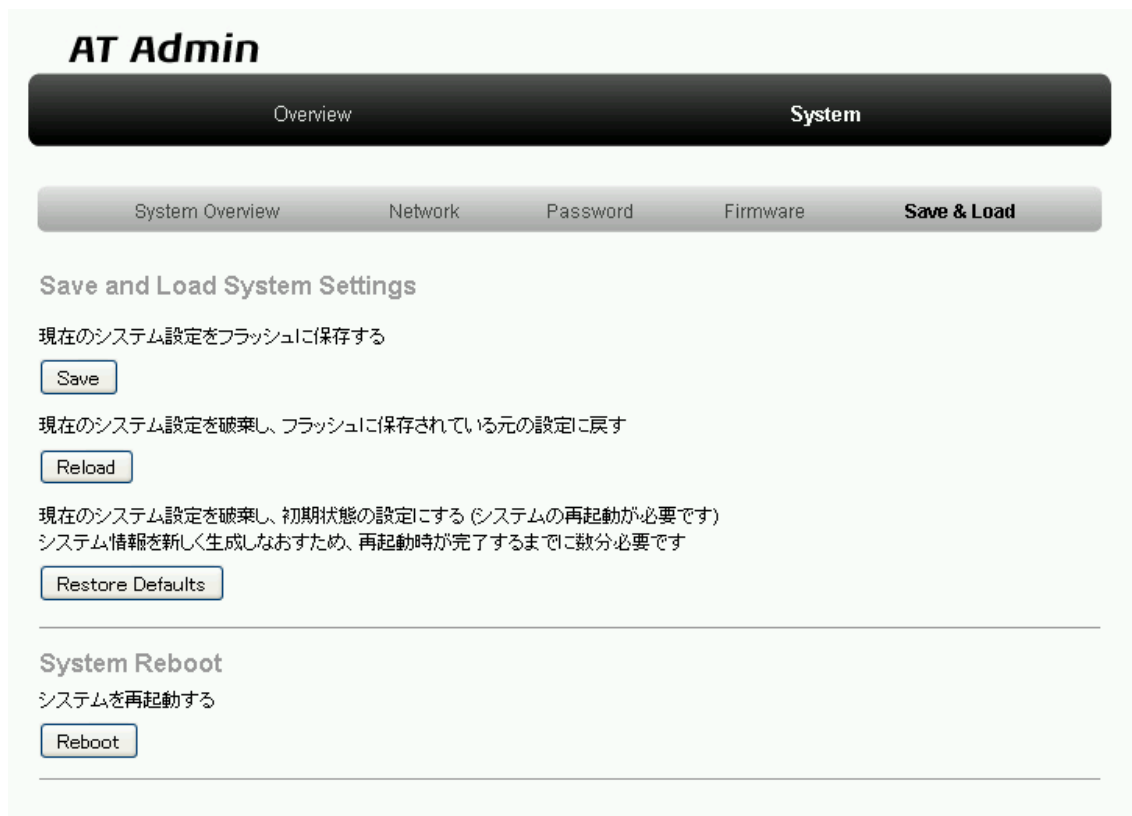 AT Admin
Overview System
System Overview Network Password Firmware Save & Load
Save and Load System Settings
現在のシステム設定をフラッシュに保存する
Save
現在のシステム設定を破棄し、フラッシュに保存されている元の設定に戻す
Reload
現在のシステム設定を破棄し、初期状態の設定にする (システムの再起動が必要です)
システム情報を新しく生成しなおすため、再起動時が完了するまでに数分必要です
Restore Defaults
System Reboot
システムを再起動する
Reboot